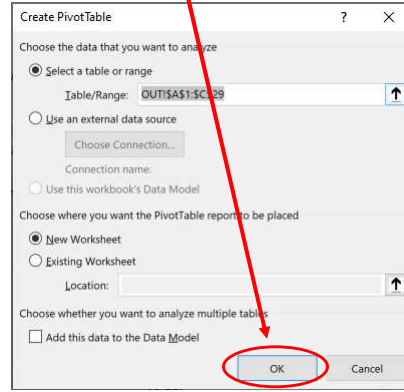 Create PivotTable ? ×
Choose the data that you want to analyze
Select a table or range
Table/Range: OUT!$A$1:$C$29
Use an external data source
Choose Connection...
Connection name:
Use this workbook's Data Model
Choose where you want the PivotTable report to be placed
New Worksheet
Existing Worksheet
Location:
Choose whether you want to analyze multiple tables
Add this data to the Data Model
OK Cancel